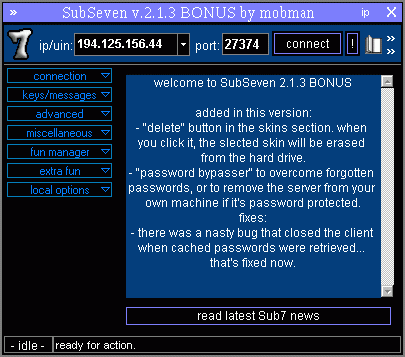 » SubSeven v.2.1.3 BONUS by mobman ip X
7 ip/uin: 194.125.156.44 port: 27374 connect ! » »
connection
keys/messages
advanced
miscellaneous
fun manager
extra fun
local options
welcome to SubSeven 2.1.3 BONUS
added in this version:
- "delete" button in the skins section. when
you click it, the slected skin will be erased
from the hard drive.
- "password bypasser" to overcome forgotten
passwords, or to remove the server from your
own machine if it's password protected.
fixes:
- there was a nasty bug that closed the client
when cached passwords were retrieved...
that's fixed now.
read latest Sub7 news
- idle - ready for action.